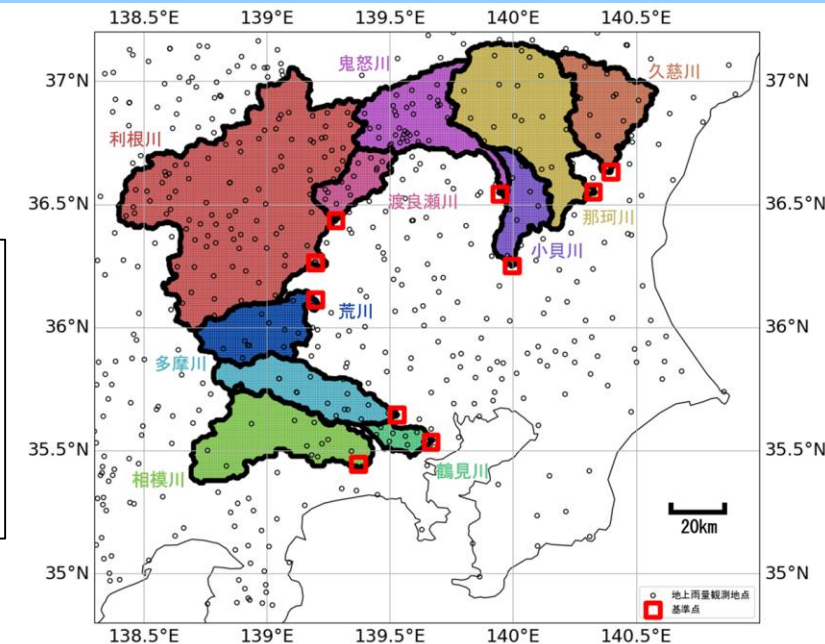 138.5°E 139°E 139.5°E 140°E 140.5°E
鬼怒川
久慈川
37°N 37°N
利根川
渡良瀬川
36.5°N 36.5°N
那珂川
小貝川
荒川
36°N 36°N
多摩川
35.5°N 35.5°N
鶴見川
相模川
20km
35°N 35°N
地上雨量観測地点
基準点
138.5°E 139°E 139.5°E 140°E 140.5°E